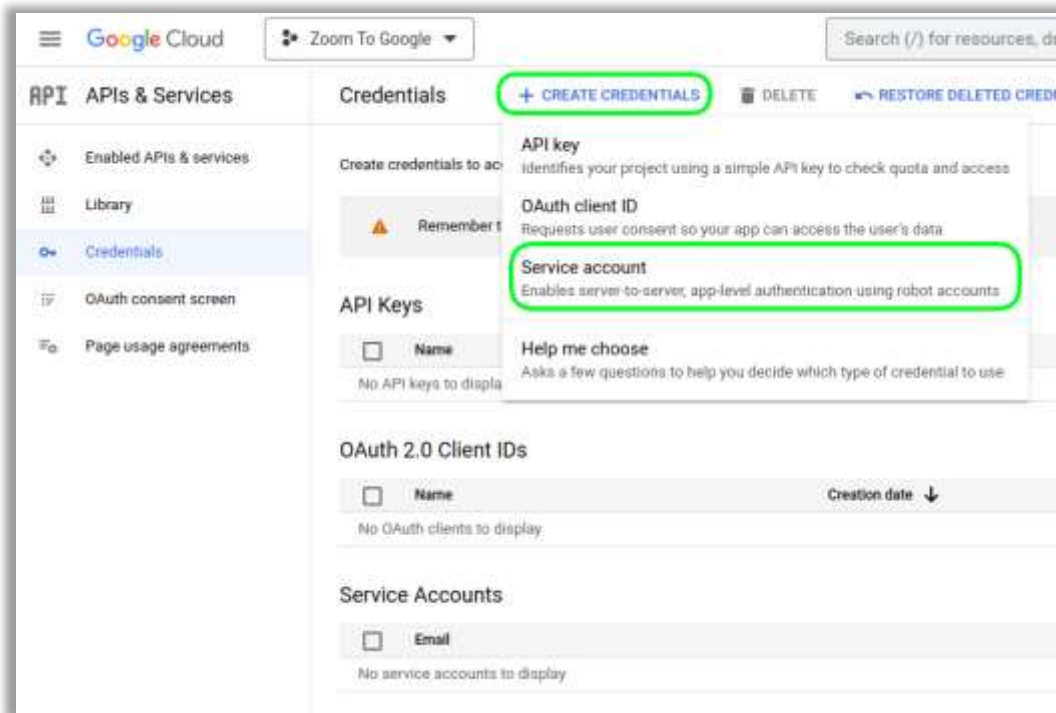 Google Cloud
Zoom To Google
Search (/) for resources,
API APIs & Services
Credentials
+ CREATE CREDENTIALS
DELETE
RESTORE DELETED
Enabled APIs & services
Library
Credentials
OAuth consent screen
Page usage agreements
Create credentials to
Remember
API key
Identifies your project using a simple API key to check quota and access
OAuth client ID
Requests user consent so your app can access the user's data
Service account
Enables server-to-server, app-level authentication using robot accounts
Help me choose
Asks a few questions to help you decide which type of credential to use
API Keys
Name
No API keys to displa
OAuth 2.0 Client IDs
Name
Creation date
No OAuth clients to display
Service Accounts
Email
No service accounts to display